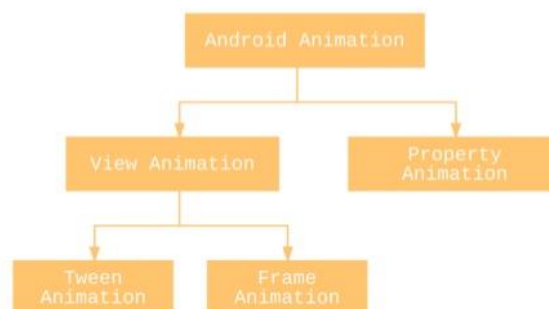 Android Animation
View Animation
Property
Animation
Tween
Animation
Frame
Animation